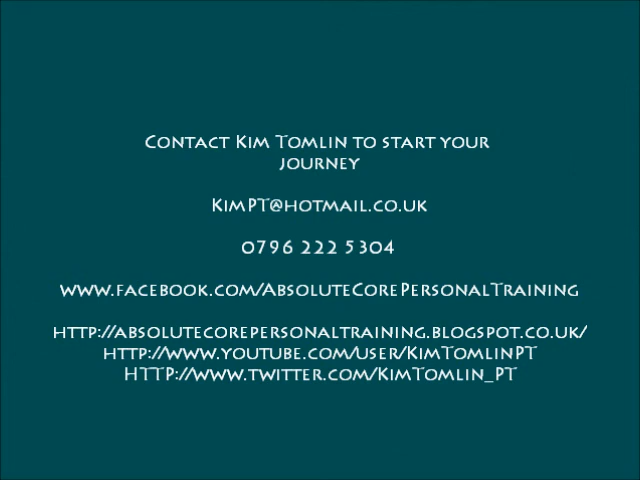 Contact Kim Tomlin to start your
journey
KimPT@hotmail.co.uk
0796 222 5304
www.facebook.com/AbsoluteCorePersonalTraining
http://absolutecorepersonaltraining.blogspot.co.uk/
http://www.youtube.com/user/KimTomlinPT
HTTP://www.twitter.com/KimTomlin_PT